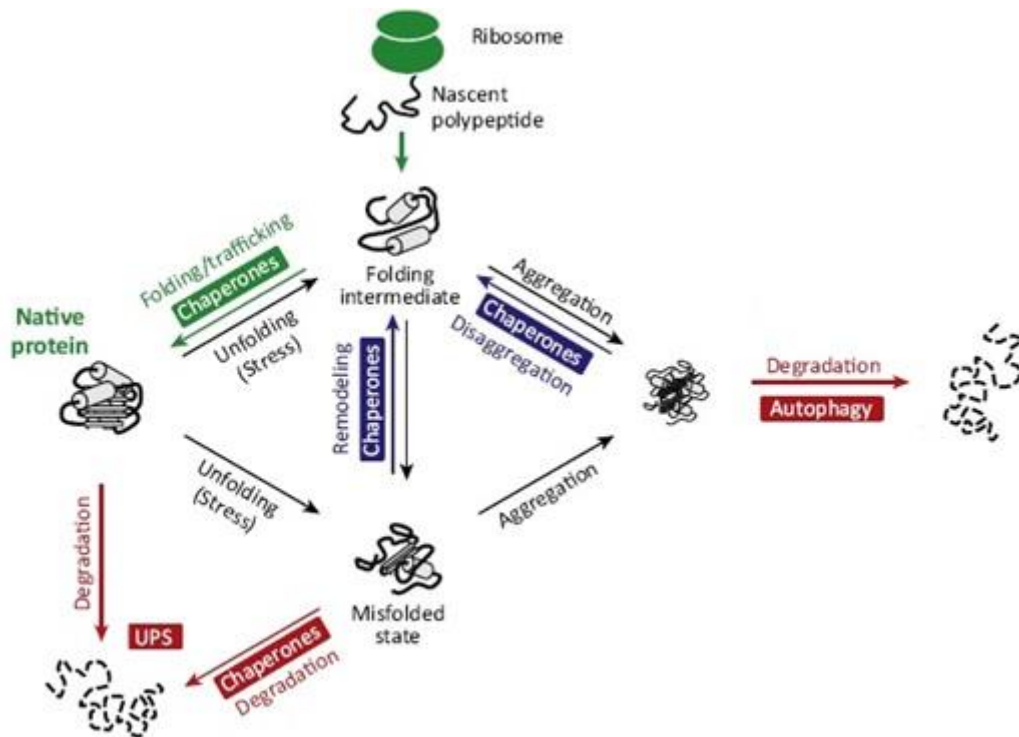 Ribosome
Nascent
polypeptide
Folding/trafficking
Chaperones
Unfolding
(Stress)
Folding
intermediate
Aggregation
Chaperones
Disaggregation
Native
protein
Remodeling
Chaperones
Degradation
Autophagy
Unfolding
(Stress)
Aggregation
Degradation
Misfolded
state
UPS
Chaperones
Degradation